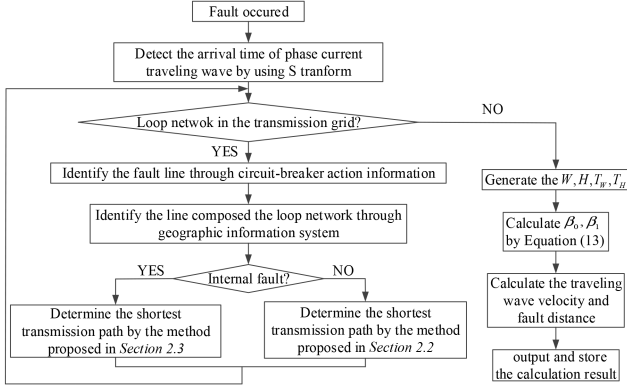 Fault occured
Detect the arrival time of phase current
traveling wave by using S tranform
Loop netwok in the transmission grid?
NO
YES
Identify the fault line through circuit-breaker action information
Identify the line composed the loop network through
geographic information system
YES
Internal fault?
NO
Determine the shortest
transmission path by the method
proposed in Section 2.3
Determine the shortest
transmission path by the method
proposed in Section 2.2
Generate the W, H, T_W, T_H
Calculate β₀, β₁
by Equation (13)
Calculate the traveling
wave velocity and
fault distance
output and store
the calculation result